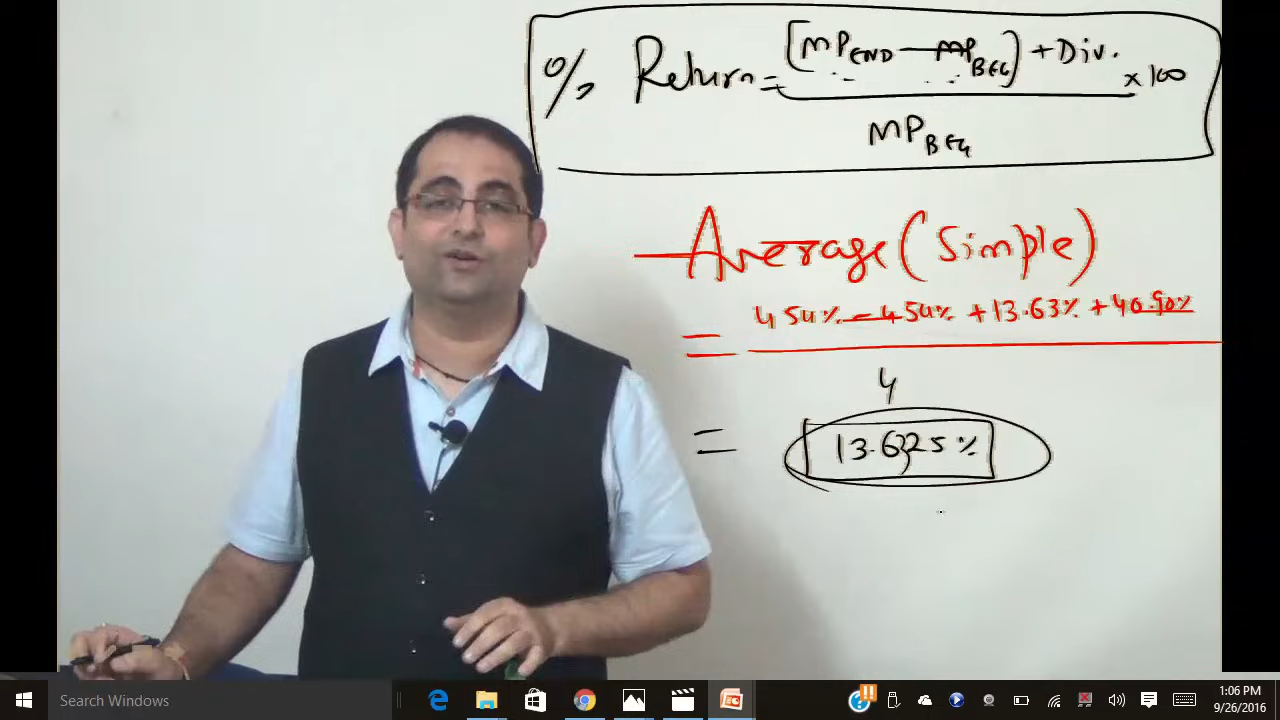 % Return = [MP END - MP BEG] + Div. x 100
MP BEG
Average (Simple)
= 4.54% - 4.54% + 13.63% + 40.90%
4
= 13.6325%
Search Windows
1:06 PM
9/26/2016